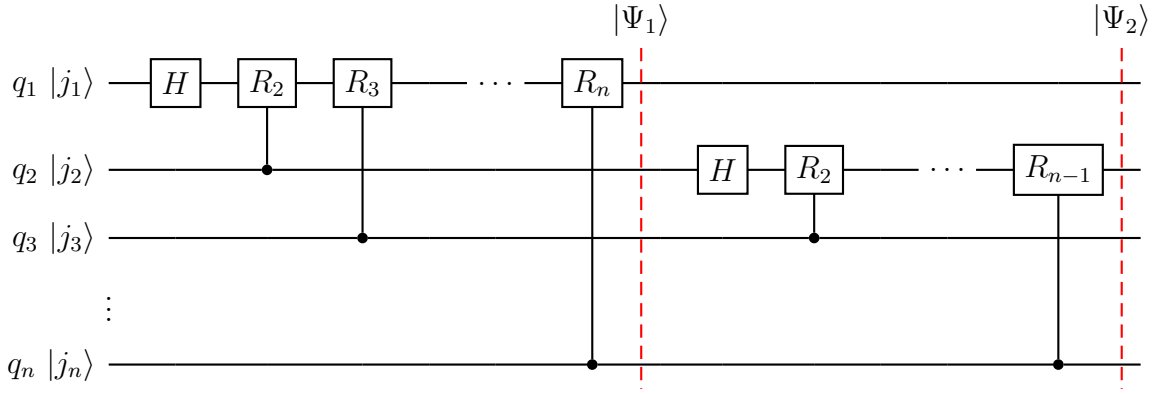 |Ψ₁⟩ |Ψ₂⟩
q₁ |j₁⟩ H R₂ R₃ ⋯ Rₙ
q₂ |j₂⟩ H R₂ ⋯ Rₙ₋₁
q₃ |j₃⟩
⋮
qₙ |jₙ⟩